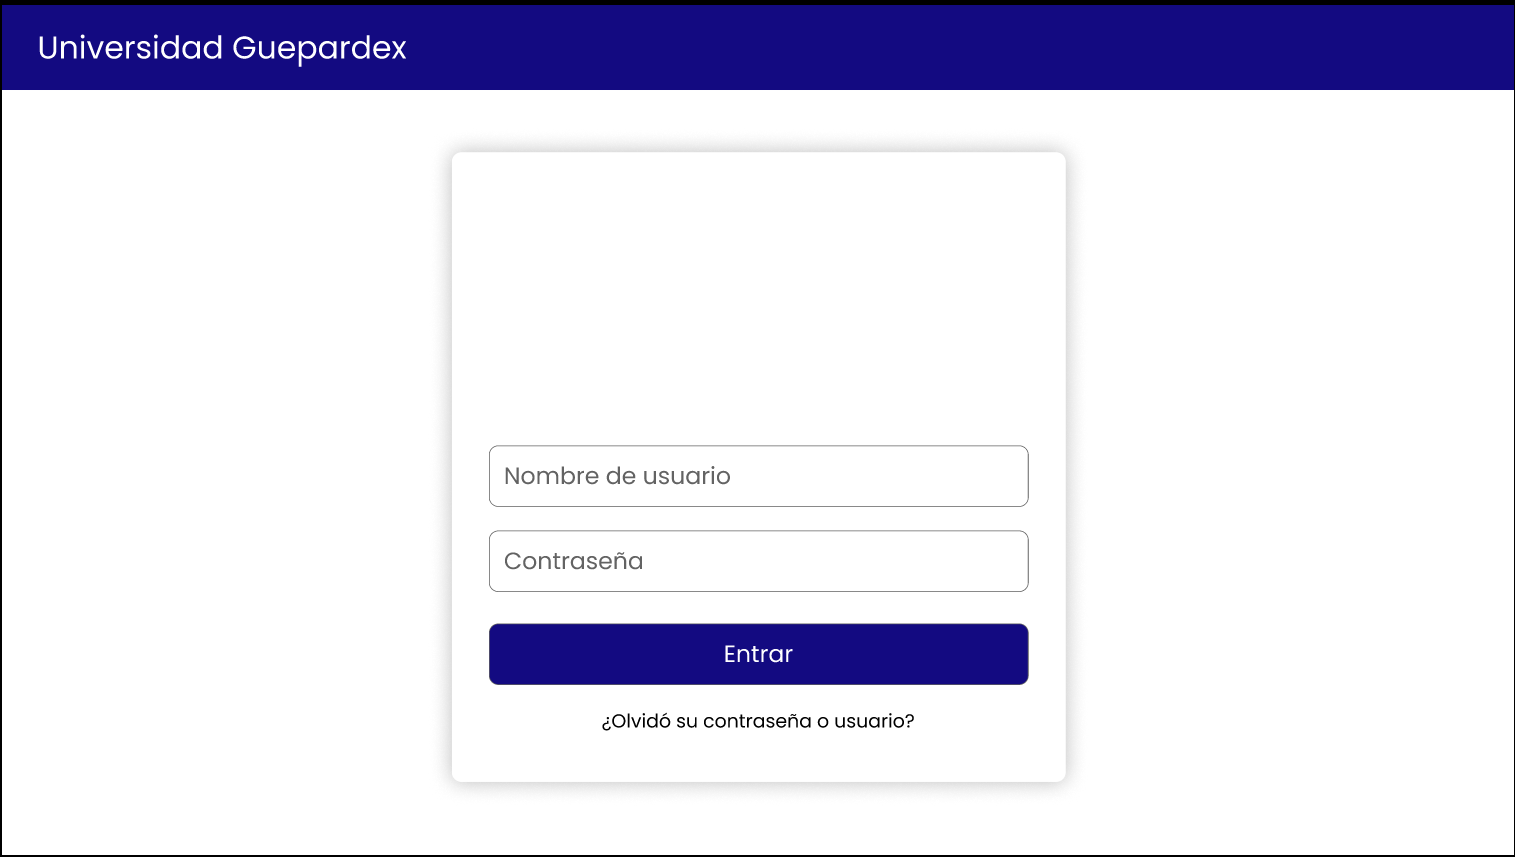 Universidad Guepardex
Nombre de usuario
Contraseña
Entrar
¿Olvidó su contraseña o usuario?